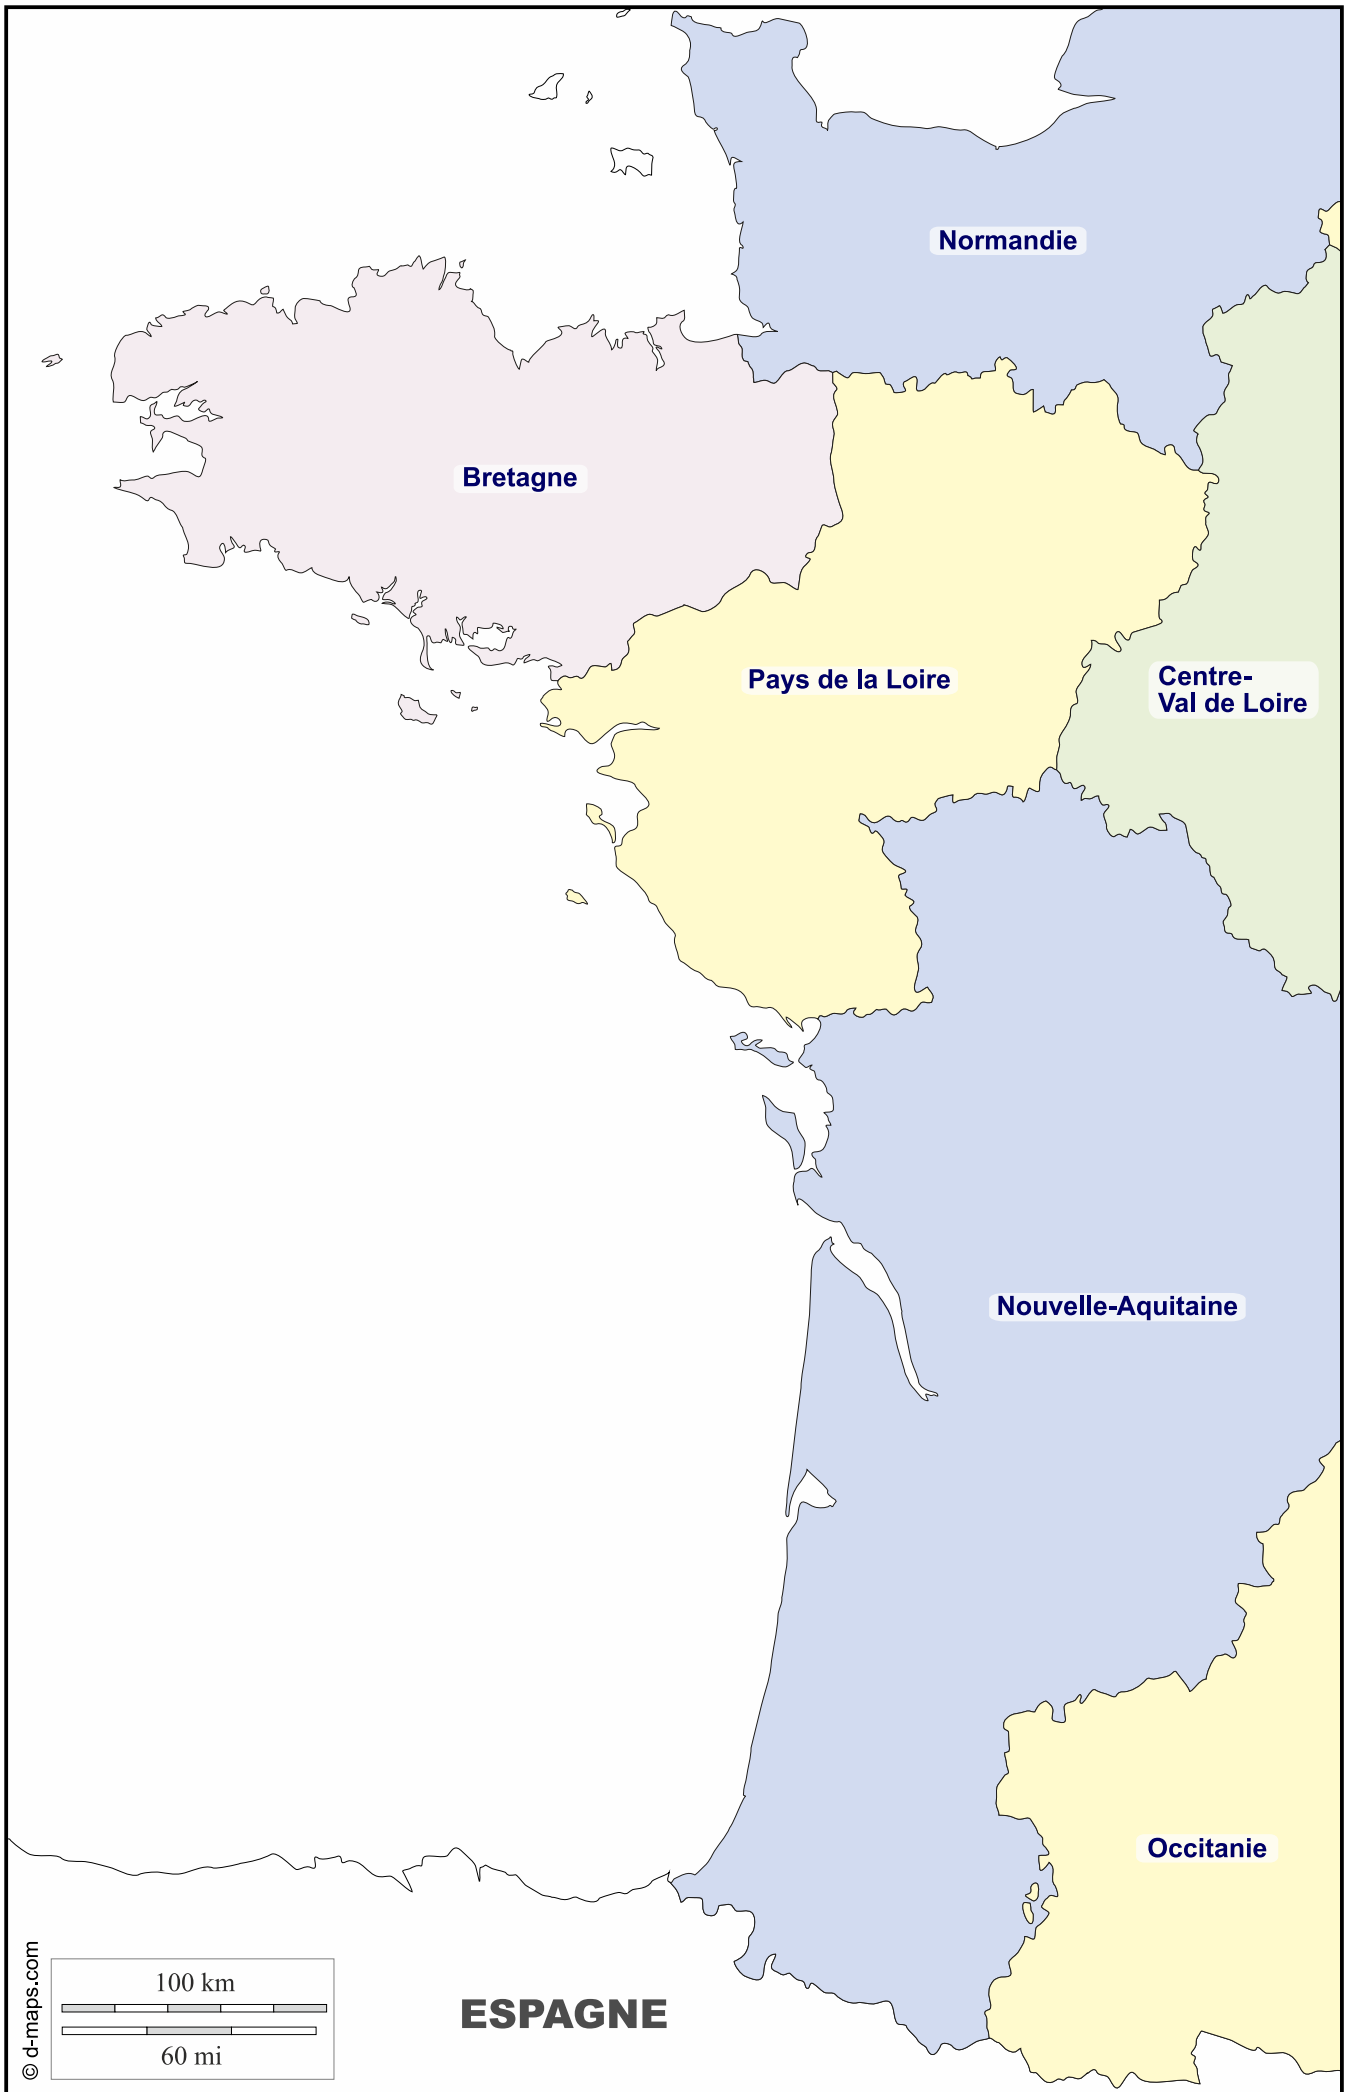 Normandie
Bretagne
Pays de la Loire
Centre-
Val de Loire
Nouvelle-Aquitaine
Occitanie
ESPAGNE
100 km
60 mi
© d-maps.com